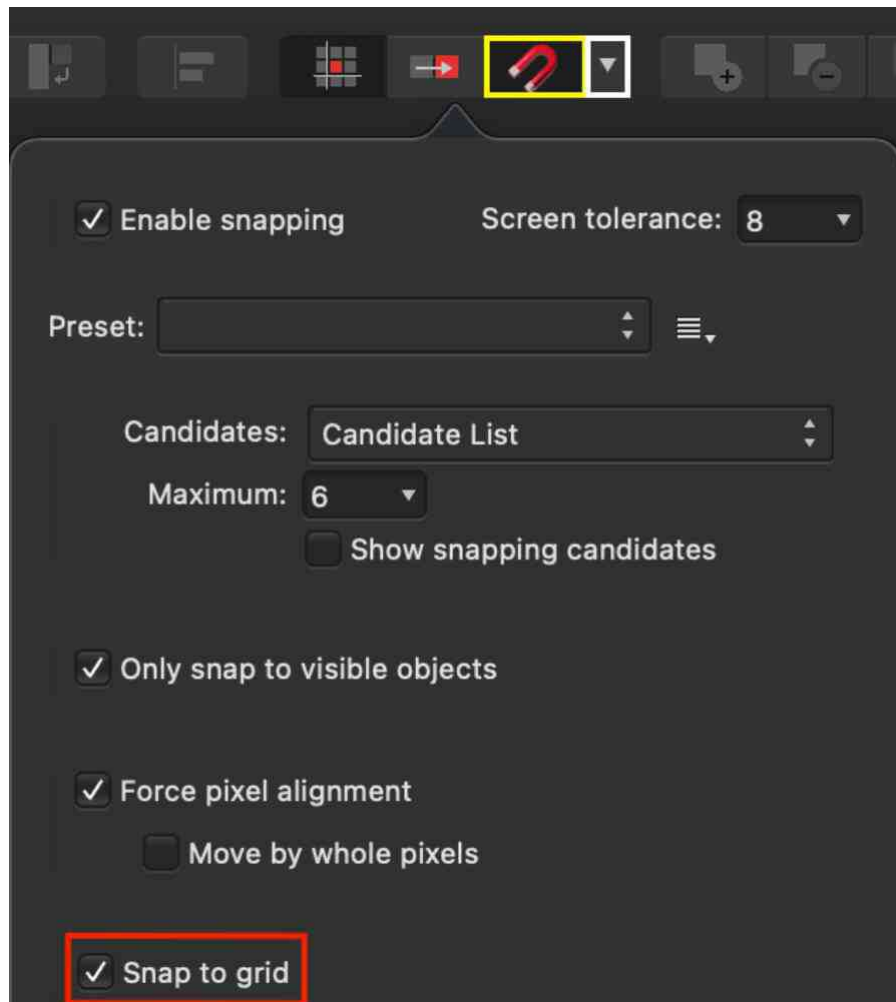 Enable snapping Screen tolerance: 8
Preset:
Candidates: Candidate List
Maximum: 6
Show snapping candidates
Only snap to visible objects
Force pixel alignment
Move by whole pixels
Snap to grid